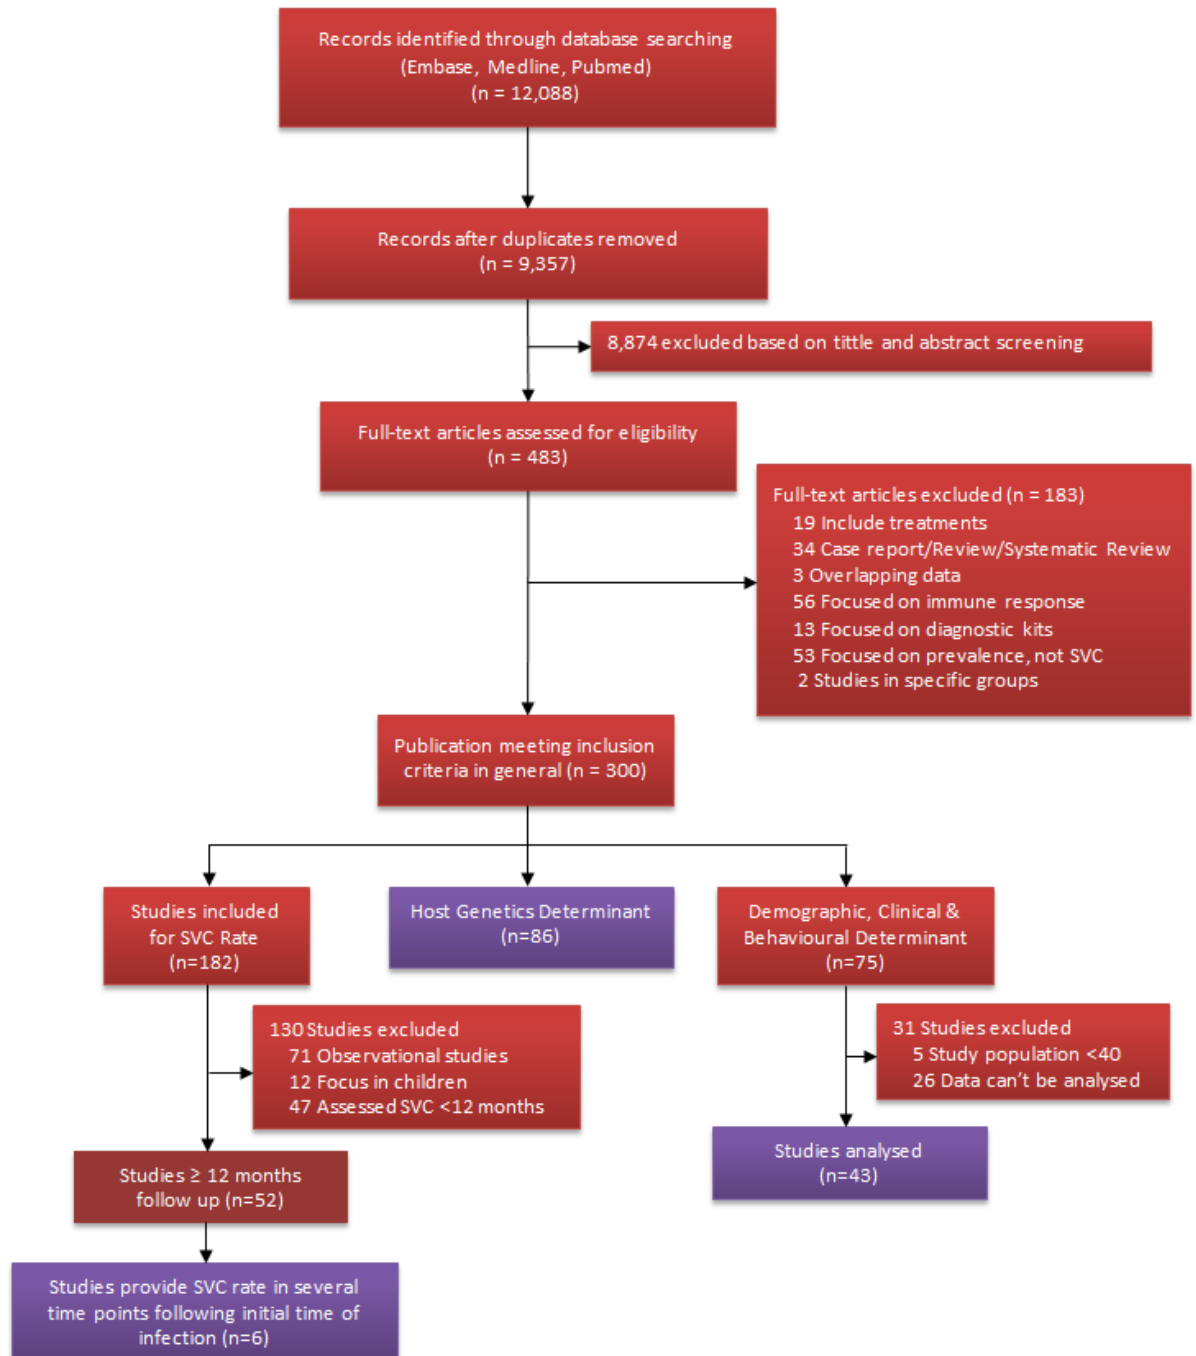 Records identified through database searching
(Embase, Medline, Pubmed)
(n = 12,088)
Records after duplicates removed
(n = 9,357)
8,874 excluded based on tittle and abstract screening
Full-text articles assessed for eligibility
(n = 483)
Full-text articles excluded (n = 183)
19 Include treatments
34 Case report/Review/Systematic Review
3 Overlapping data
56 Focused on immune response
13 Focused on diagnostic kits
53 Focused on prevalence, not SVC
2 Studies in specific groups
Publication meeting inclusion
criteria in general (n = 300)
Studies included
for SVC Rate
(n=182)
Host Genetics Determinant
(n=86)
Demographic, Clinical &
Behavioural Determinant
(n=75)
130 Studies excluded
71 Observational studies
12 Focus in children
47 Assessed SVC <12 months
31 Studies excluded
5 Study population <40
26 Data can't be analysed
Studies ≥ 12 months
follow up (n=52)
Studies analysed
(n=43)
Studies provide SVC rate in several
time points following initial time of
infection (n=6)